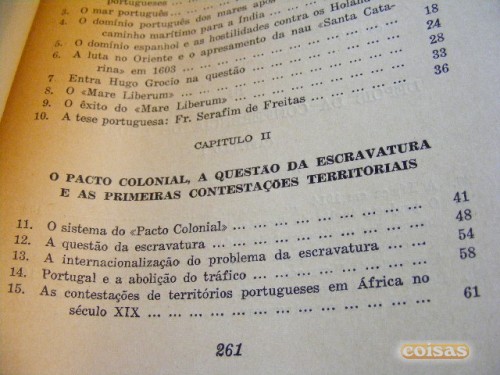 portugueses ... ... ... ... ... ...
3. O mar português... ... ... ... ...
4. O domínio português dos mares após
caminho marítimo para a Índia ... ... 18
5. O domínio espanhol e as hostilidades contra os Holand 24
6. A luta no Oriente e o apresamento da nau «Santa Cata-
rina» em 1603 ... ... ... ... ... 28
7. Entra Hugo Grocio na questão ... ... ... 33
8. O «Mare Liberum» ... ... ... ... ...
9. O êxito do «Mare Liberum» ... ... ... ...
10. A tese portuguesa: Fr. Serafim de Freitas ... ... 36
CAPITULO II
O PACTO COLONIAL, A QUESTÃO DA ESCRAVATURA
E AS PRIMEIRAS CONTESTAÇÕES TERRITORIAIS
11. O sistema do «Pacto Colonial»... ... ... ... ... 41
12. A questão da escravatura ... ... ... ... ... ... 48
13. A internacionalização do problema da escravatura ... 54
14. Portugal e a abolição do tráfico ... ... ... ... ... 58
15. As contestações de territórios portugueses em África no
século XIX ... ... ... ... ... ... ... ... ... 61
261
coisas